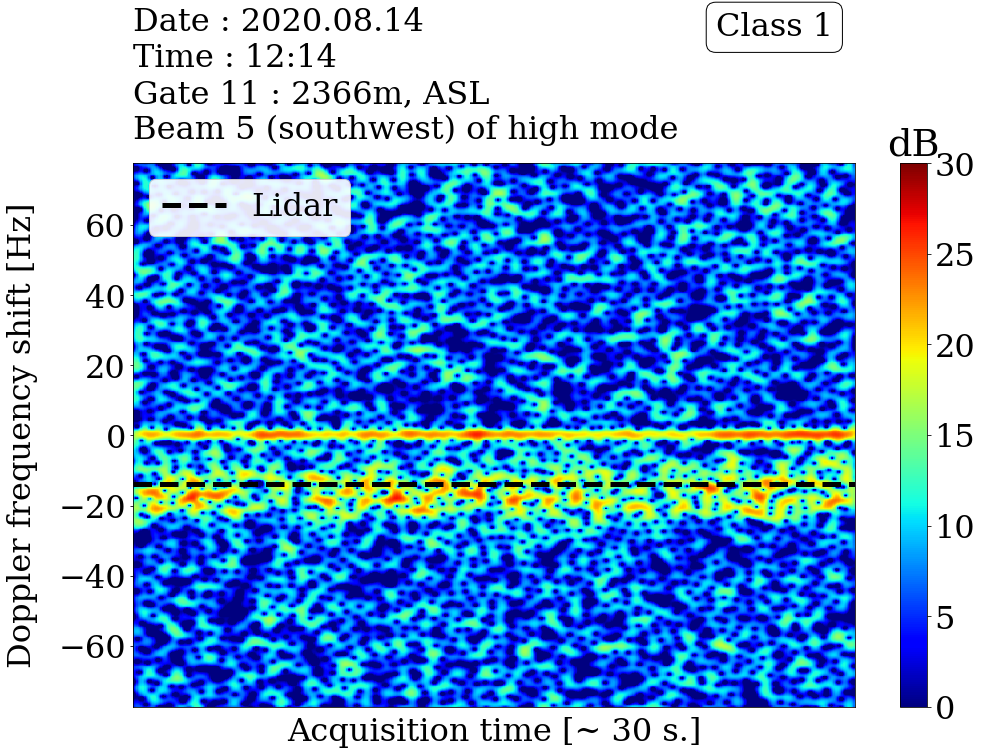 Date : 2020.08.14
Time : 12:14
Gate 11 : 2366m, ASL
Beam 5 (southwest) of high mode
Class 1
dB
Lidar
Doppler frequency shift [Hz]
60
40
20
0
−20
−40
−60
30
25
20
15
10
5
0
Acquisition time [~ 30 s.]